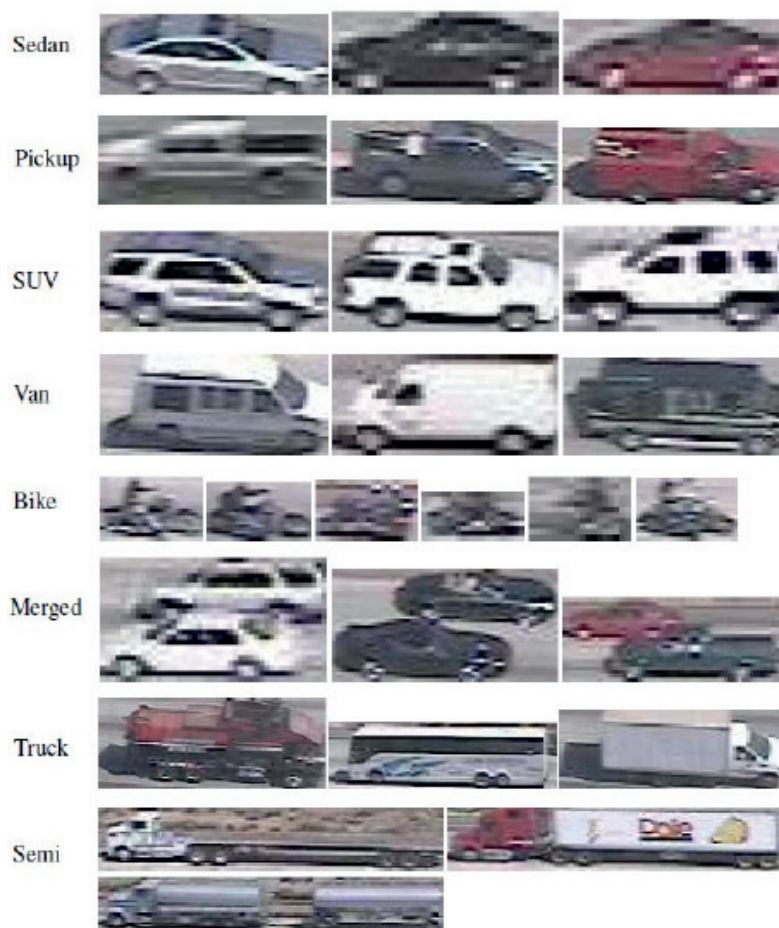 Sedan
Pickup
SUV
Van
Bike
Merged
Truck
Semi
Dole